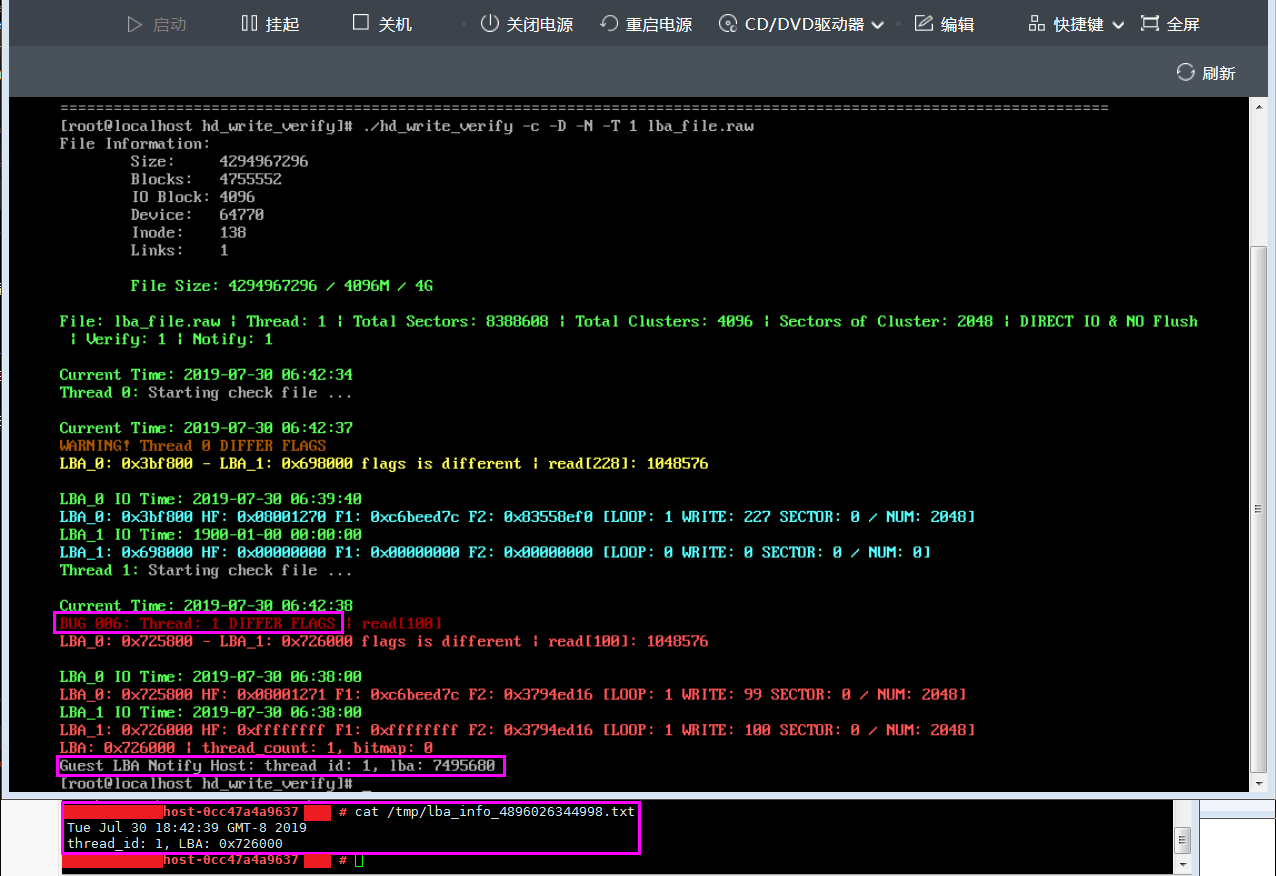 启动 挂起 关机 关闭电源 重启电源 CD/DVD驱动器 编辑 快捷键 全屏
刷新
======================================================================================================================
[root@localhost hd_write_verify]# ./hd_write_verify -c -D -N -T 1 lba_file.raw
File Information:
Size: 4294967296
Blocks: 4755552
IO Block: 4096
Device: 64770
Inode: 138
Links: 1
File Size: 4294967296 / 4096M / 4G
File: lba_file.raw | Thread: 1 | Total Sectors: 8388608 | Total Clusters: 4096 | Sectors of Cluster: 2048 | DIRECT IO & NO Flush
| Verify: 1 | Notify: 1
Current Time: 2019-07-30 06:42:34
Thread 0: Starting check file ...
Current Time: 2019-07-30 06:42:37
WARNING! Thread 0 DIFFER FLAGS
LBA_0: 0x3bf800 - LBA_1: 0x698000 flags is different | read[228]: 1048576
LBA_0 IO Time: 2019-07-30 06:39:40
LBA_0: 0x3bf800 HF: 0x08001270 F1: 0xc6beed7c F2: 0x83558ef0 [LOOP: 1 WRITE: 227 SECTOR: 0 / NUM: 2048]
LBA_1 IO Time: 1900-01-00 00:00:00
LBA_1: 0x698000 HF: 0x00000000 F1: 0x00000000 F2: 0x00000000 [LOOP: 0 WRITE: 0 SECTOR: 0 / NUM: 0]
Thread 1: Starting check file ...
Current Time: 2019-07-30 06:42:38
BUG 006: Thread: 1 DIFFER FLAGS | read[100]
LBA_0: 0x725800 - LBA_1: 0x726000 flags is different | read[100]: 1048576
LBA_0 IO Time: 2019-07-30 06:38:00
LBA_0: 0x725800 HF: 0x08001271 F1: 0xc6beed7c F2: 0x3794ed16 [LOOP: 1 WRITE: 99 SECTOR: 0 / NUM: 2048]
LBA_1 IO Time: 2019-07-30 06:38:00
LBA_1: 0x726000 HF: 0xffffffff F1: 0xffffffff F2: 0x3794ed16 [LOOP: 1 WRITE: 100 SECTOR: 0 / NUM: 2048]
LBA: 0x726000 | thread_count: 1, bitmap: 0
Guest LBA Notify Host: thread id: 1, lba: 7495680
[root@localhost hd_write_verify]# _
host-0cc47a4a9637 # cat /tmp/lba_info_4896026344998.txt
Tue Jul 30 18:42:39 GMT-8 2019
thread_id: 1, LBA: 0x726000
host-0cc47a4a9637 #